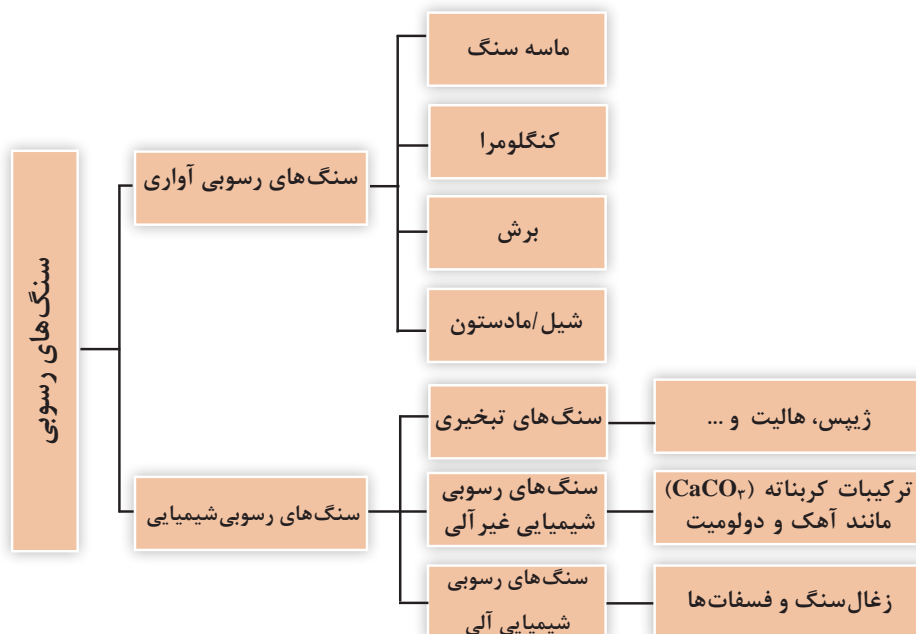 سنگ‌های رسوبی
سنگ‌های رسوبی آواری
ماسه سنگ
کنگلومرا
برش
شیل/مادستون
سنگ‌های رسوبی شیمیایی
سنگ‌های تبخیری
ژیپس، هالیت و ...
سنگ‌های رسوبی
شیمیایی غیرآلی
ترکیبات کربناته (CaCO₃)
مانند آهک و دولومیت
سنگ‌های رسوبی
شیمیایی آلی
زغال‌سنگ و فسفات‌ها